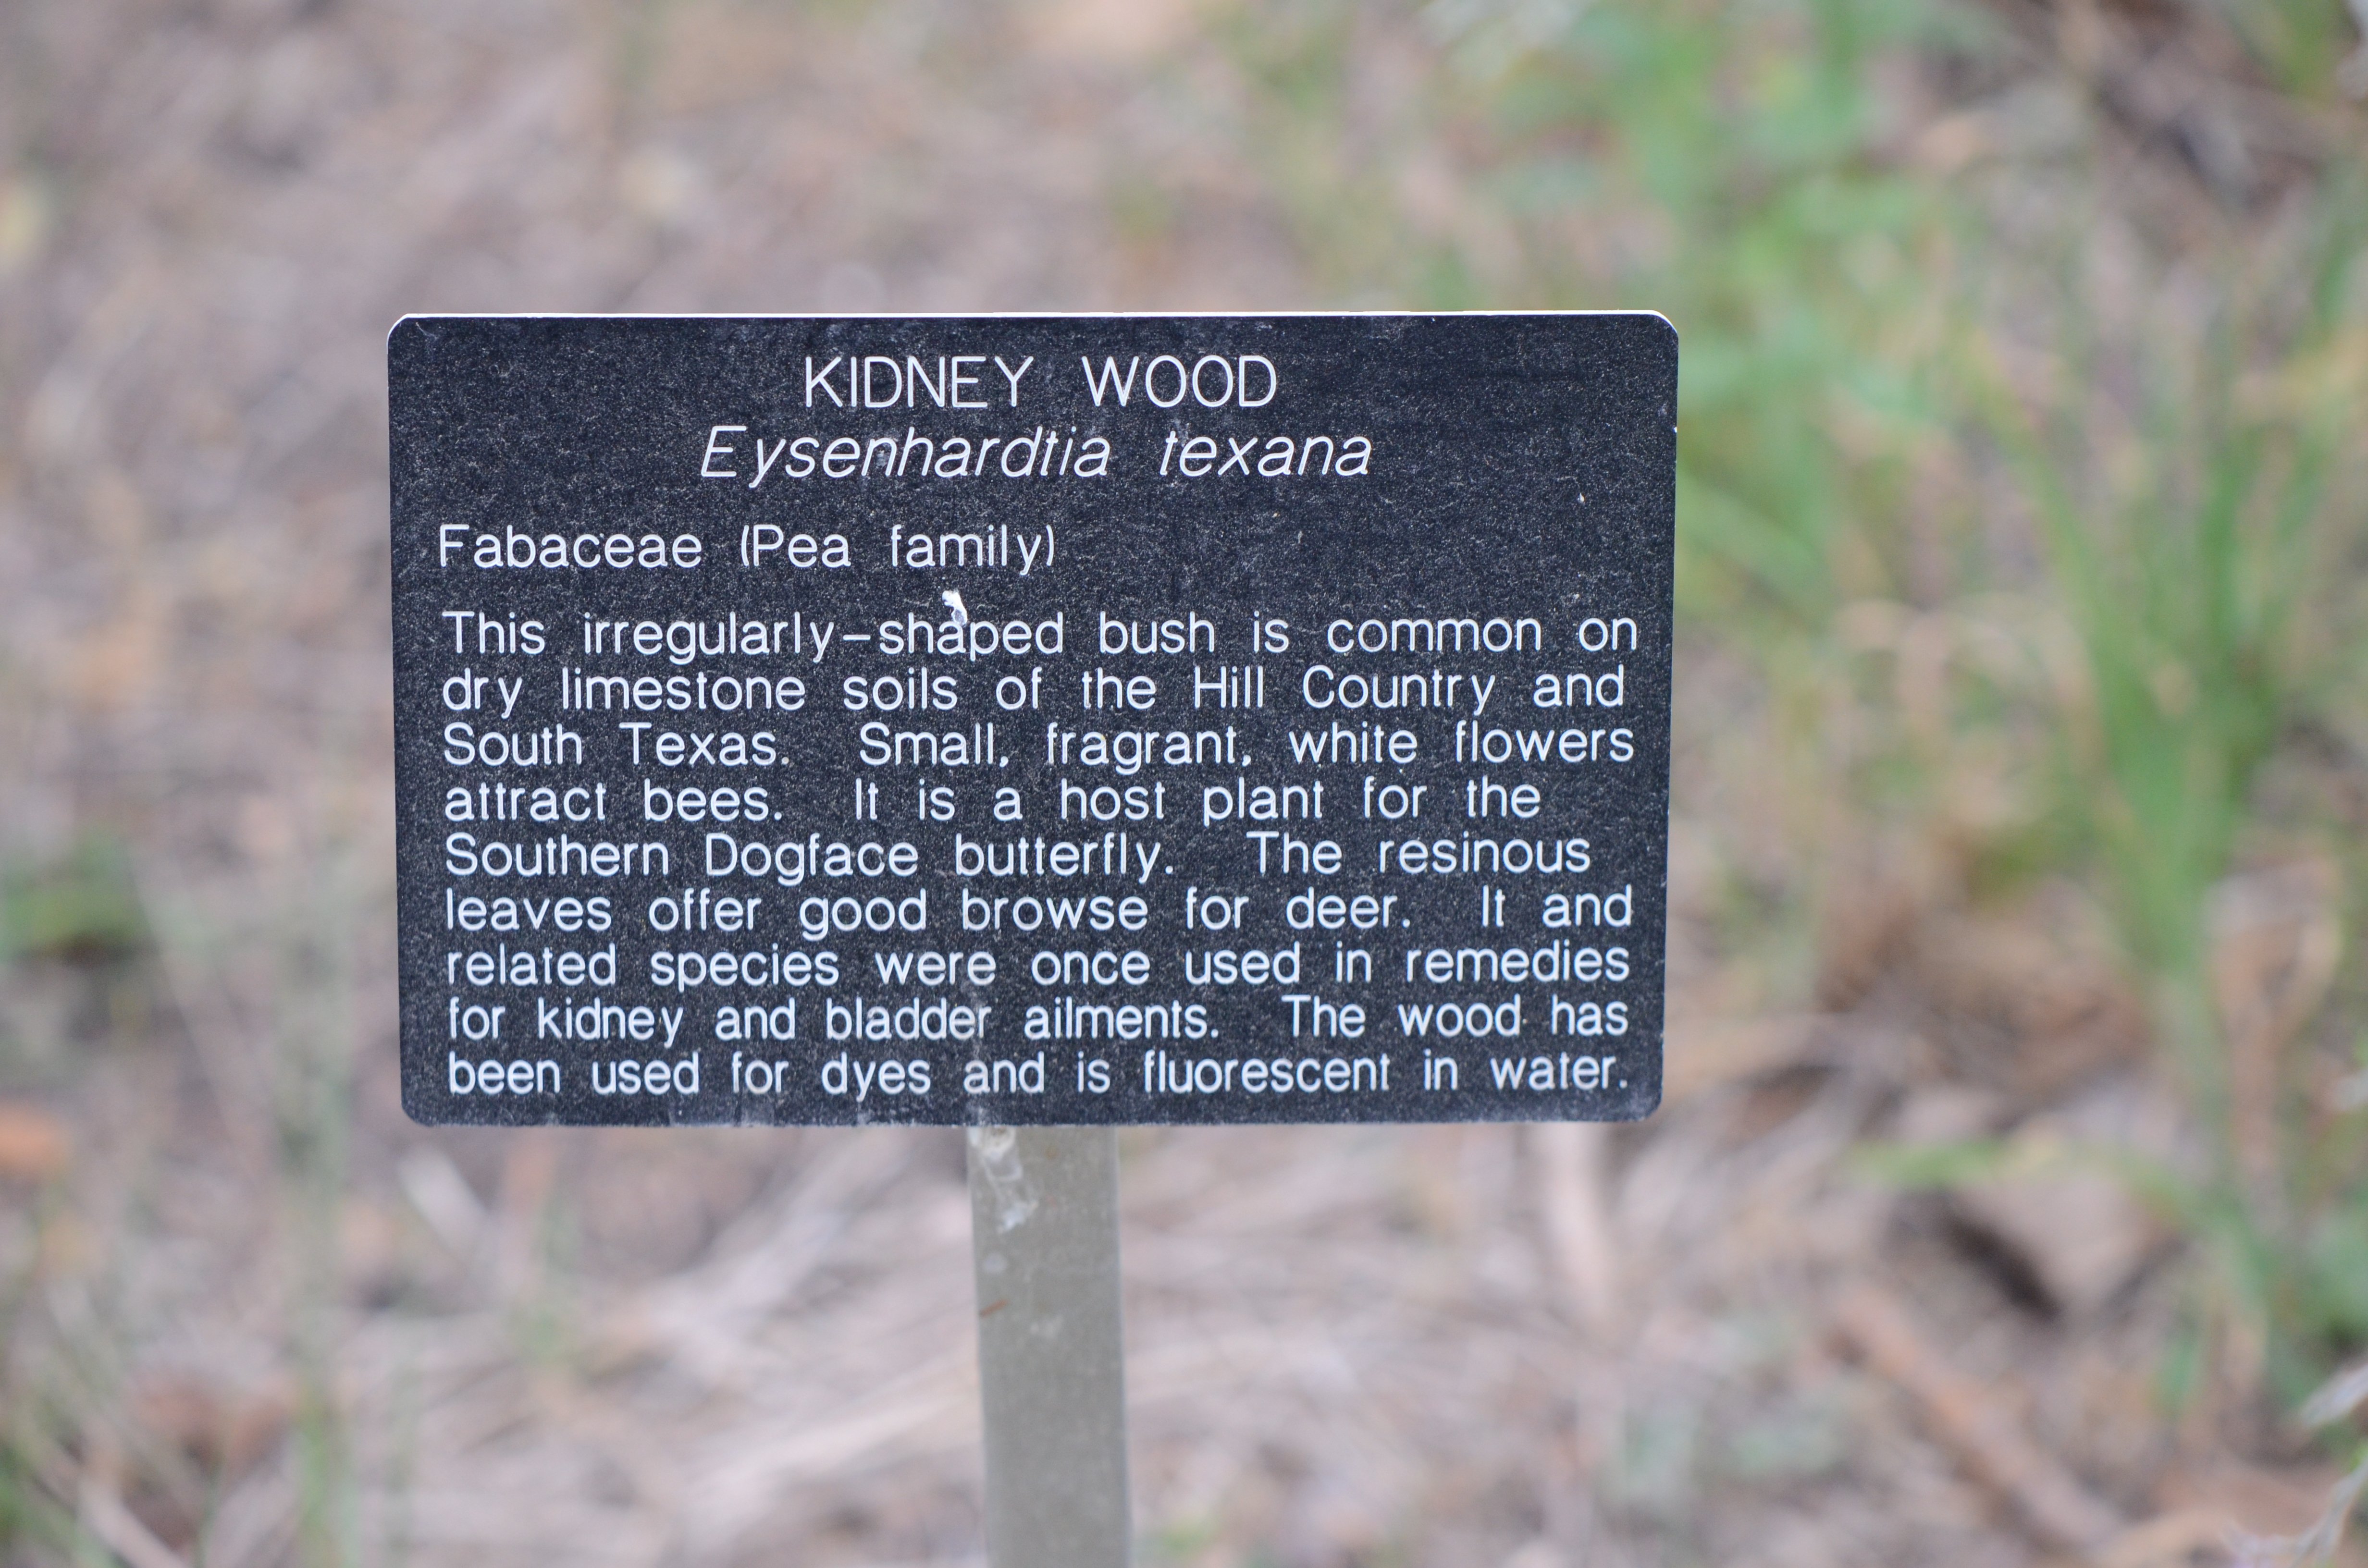 KIDNEY WOOD
Eysenhardtia texana
Fabaceae (Pea family)
This irregularly-shaped bush is common on
dry limestone soils of the Hill Country and
South Texas. Small, fragrant, white flowers
attract bees. It is a host plant for the
Southern Dogface butterfly. The resinous
leaves offer good browse for deer. It and
related species were once used in remedies
for kidney and bladder ailments. The wood has
been used for dyes and is fluorescent in water.